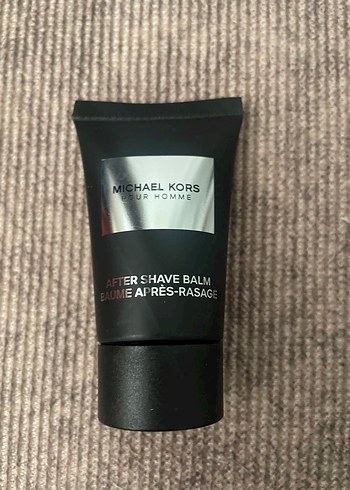 MICHAEL KORS
POUR HOMME
AFTER SHAVE BALM
BAUME APRÈS-RASAGE